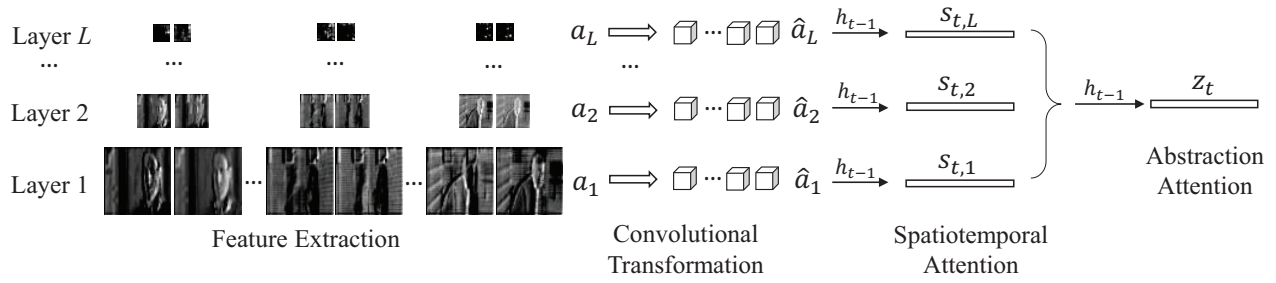 Layer L a_L ... â_L h_{t-1} s_{t,L}
... ... ... ... ...
Layer 2 a_2 ... â_2 h_{t-1} s_{t,2} h_{t-1} z_t
Layer 1 ... ... a_1 ... â_1 h_{t-1} s_{t,1}
Abstraction
Attention
Feature Extraction
Convolutional
Transformation
Spatiotemporal
Attention